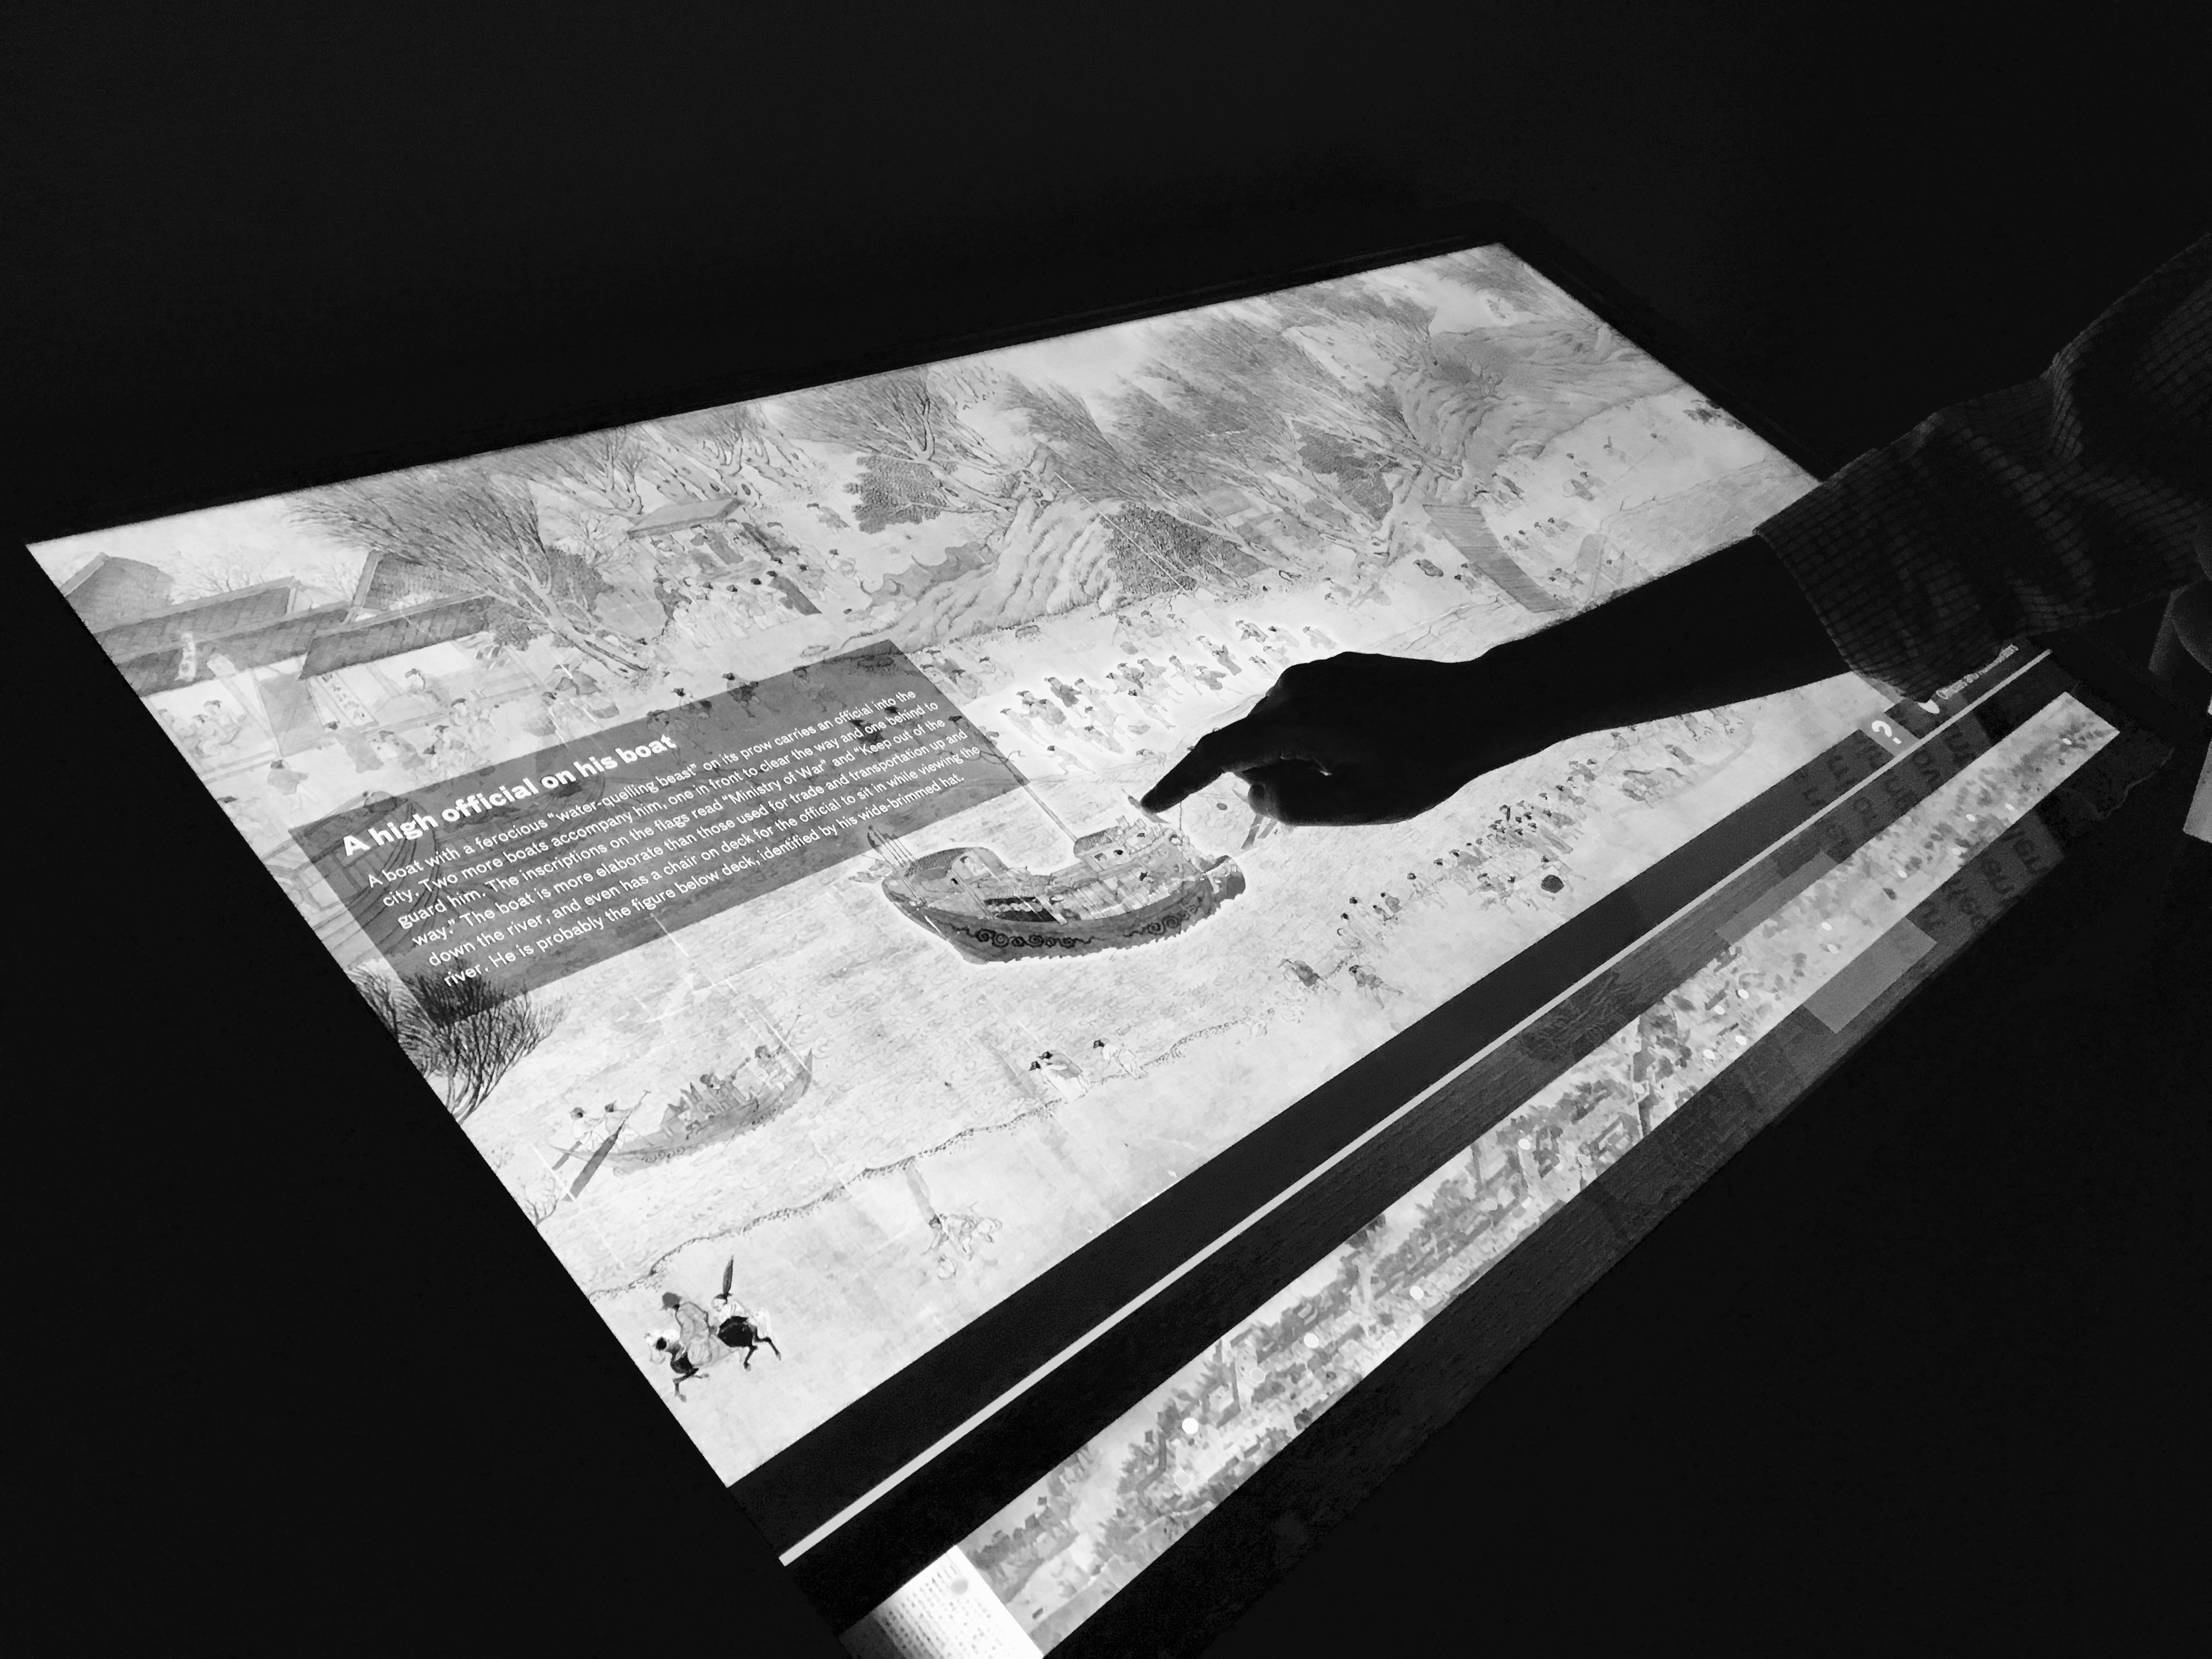 A high official on his boat
A boat with a ferocious "water-quelling beast" on its prow carries an official into the
city. Two more boats accompany him, one in front to clear the way and one behind to
guard him. The inscriptions on the flags read "Ministry of War" and "Keep out of the
way." The boat is more elaborate than those used for trade and transportation up and
down the river, and even has a chair on deck for the official to sit in while viewing the
river. He is probably the figure below deck, identified by his wide-brimmed hat.
?